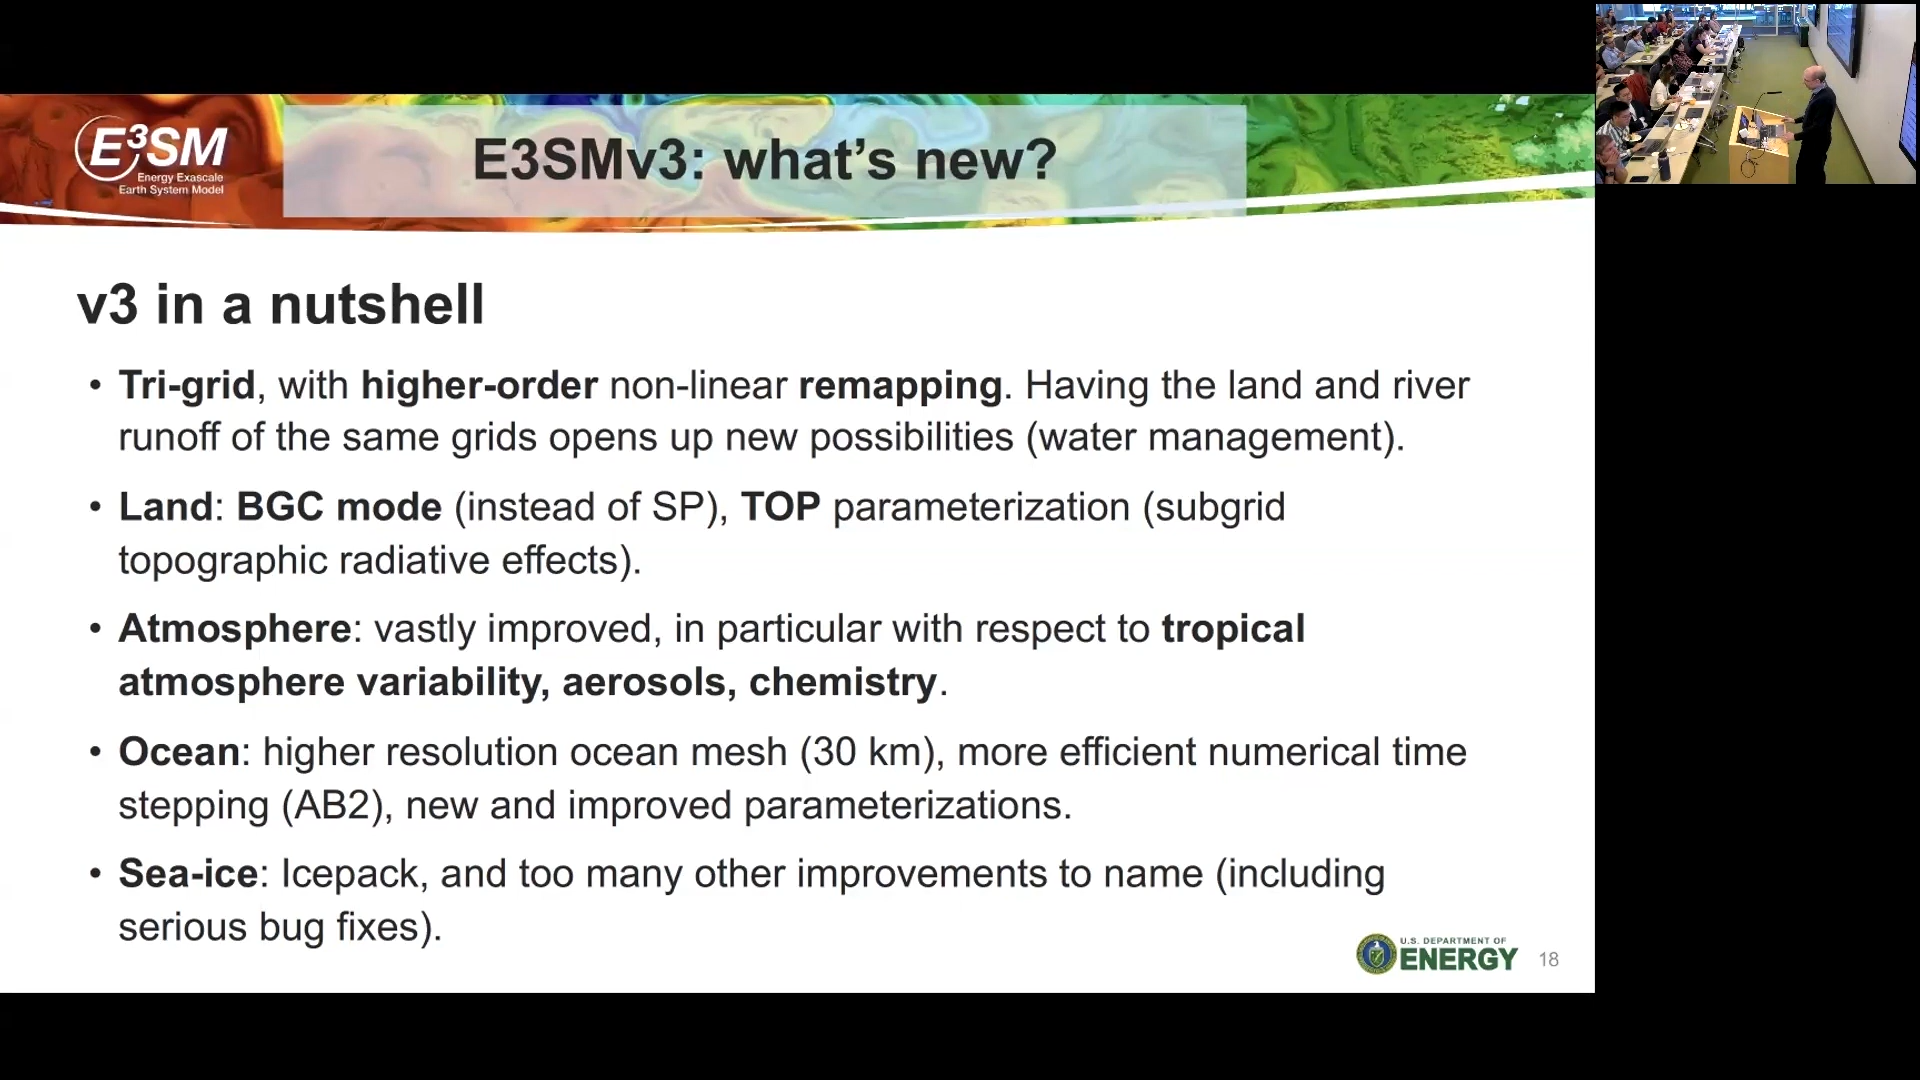 E3SM
Energy Exascale
Earth System Model
E3SMv3: what’s new?
v3 in a nutshell
• Tri-grid, with higher-order non-linear remapping. Having the land and river
runoff of the same grids opens up new possibilities (water management).
• Land: BGC mode (instead of SP), TOP parameterization (subgrid
topographic radiative effects).
• Atmosphere: vastly improved, in particular with respect to tropical
atmosphere variability, aerosols, chemistry.
• Ocean: higher resolution ocean mesh (30 km), more efficient numerical time
stepping (AB2), new and improved parameterizations.
• Sea-ice: Icepack, and too many other improvements to name (including
serious bug fixes).
U.S. DEPARTMENT OF
ENERGY
18